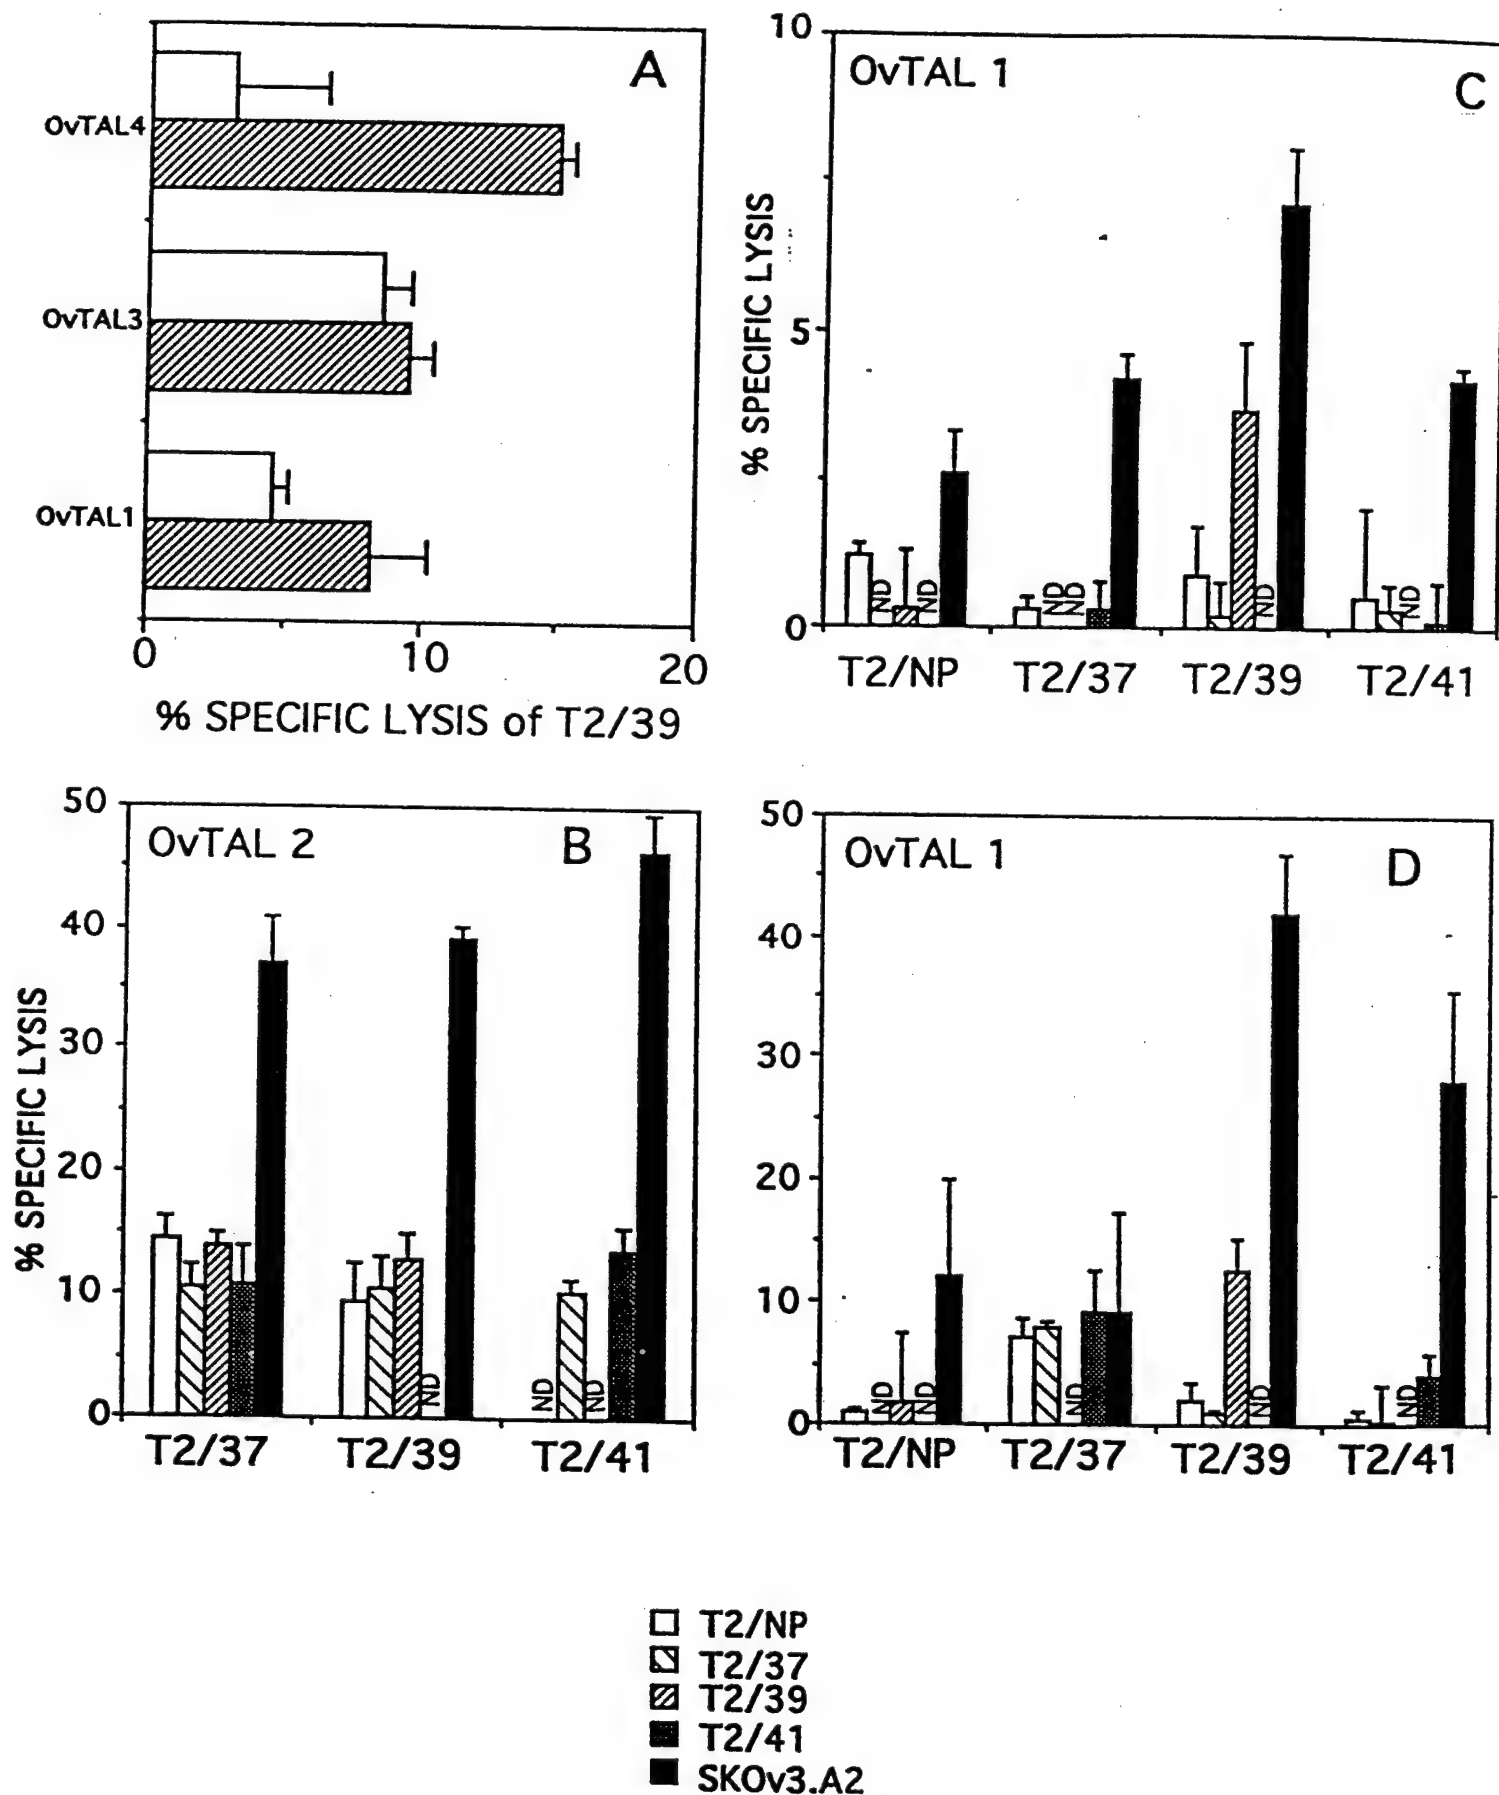 A
OvTAL4
OvTAL3
OvTAL1
0
10
20
% SPECIFIC LYSIS of T2/39
10
OvTAL 1
C
% SPECIFIC LYSIS
5
0
ND
ND
ND
ND
ND
ND
T2/NP
T2/37
T2/39
T2/41
50
OvTAL 2
B
40
30
20
10
0
% SPECIFIC LYSIS
ND
ND
ND
T2/37
T2/39
T2/41
50
OvTAL 1
D
40
30
20
10
0
ND
ND
ND
ND
ND
T2/NP
T2/37
T2/39
T2/41
T2/NP
T2/37
T2/39
T2/41
SKOv3.A2